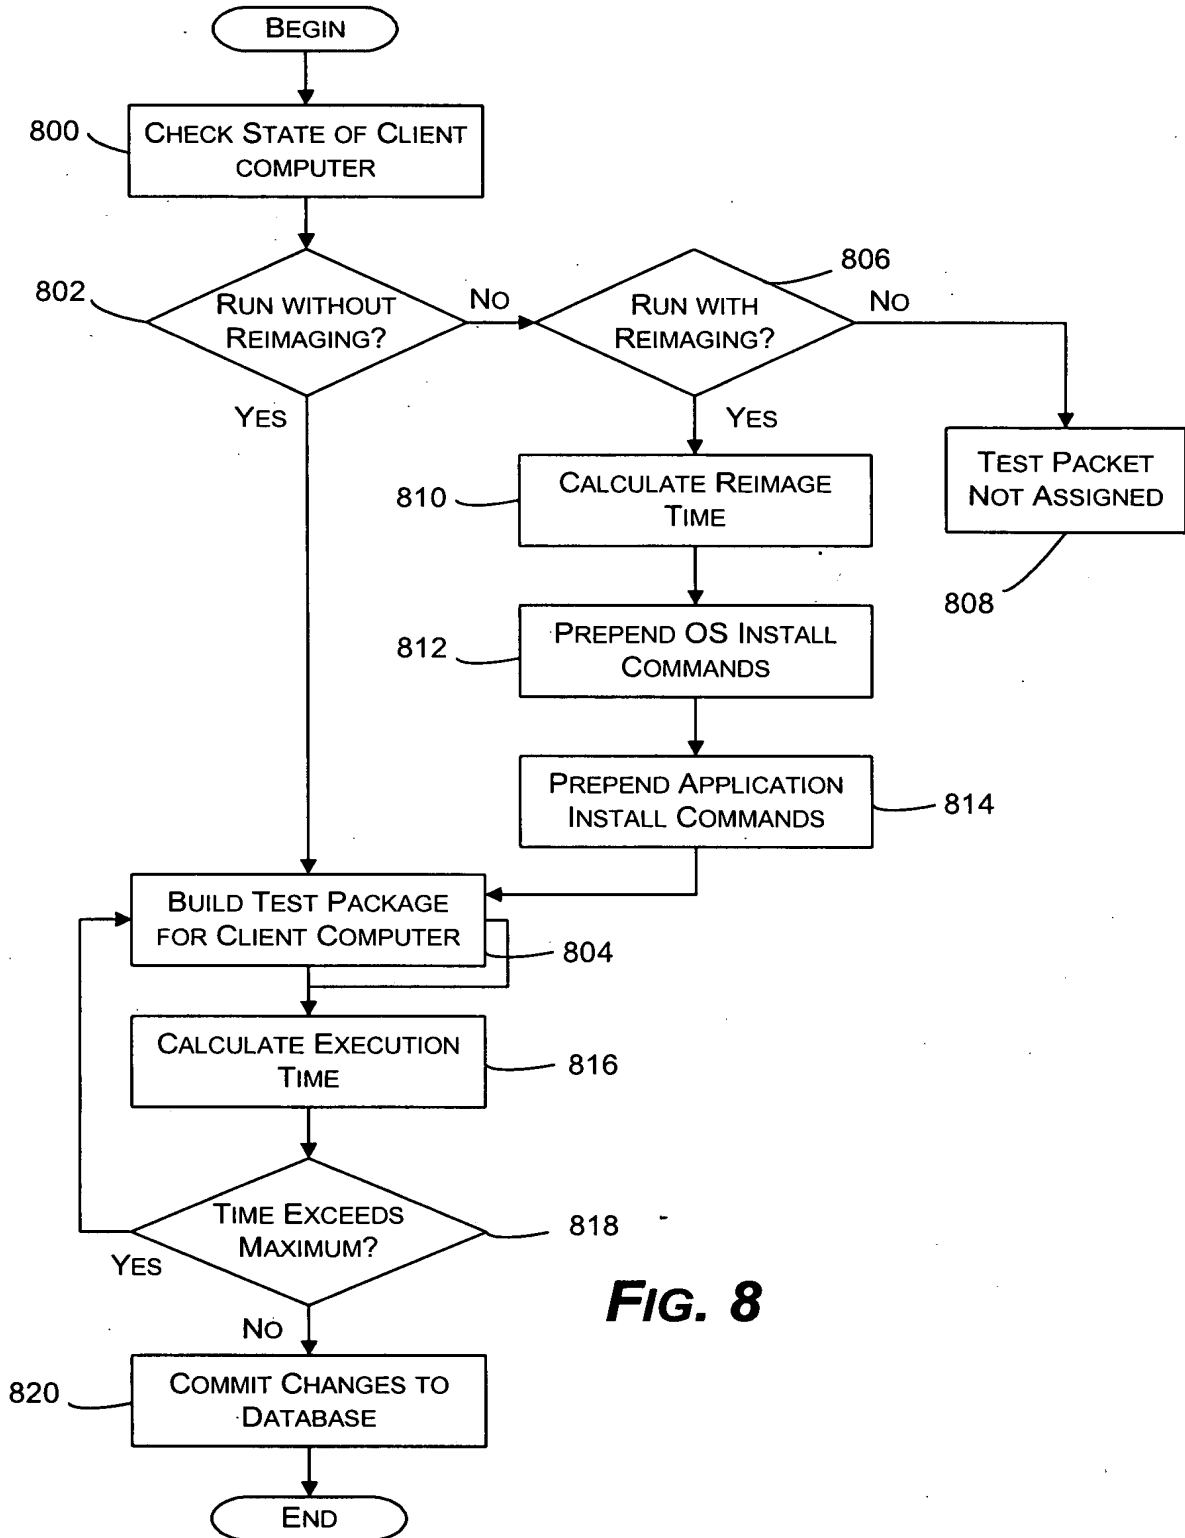 BEGIN
800
CHECK STATE OF CLIENT
COMPUTER
802
RUN WITHOUT
REIMAGING?
NO
806
RUN WITH
REIMAGING?
NO
YES
YES
TEST PACKET
NOT ASSIGNED
808
810
CALCULATE REIMAGE
TIME
812
PREPEND OS INSTALL
COMMANDS
PREPEND APPLICATION
INSTALL COMMANDS
814
BUILD TEST PACKAGE
FOR CLIENT COMPUTER
804
CALCULATE EXECUTION
TIME
816
TIME EXCEEDS
MAXIMUM?
818
YES
NO
FIG. 8
820
COMMIT CHANGES TO
DATABASE
END